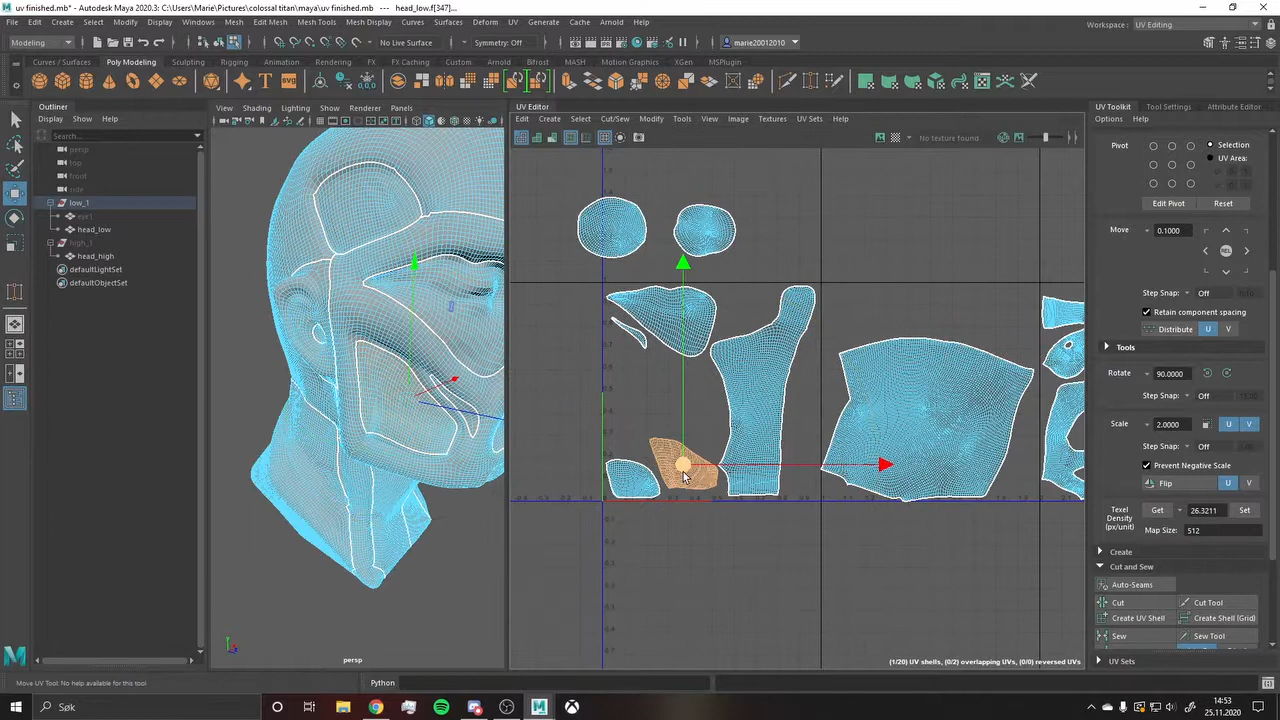 uv finished.mb* - Autodesk Maya 2020.3: C:\Users\Marie\Pictures\colossal titan\maya\uv finished.mb --- head_low.f[347]...
File Edit Create Select Modify Display Windows Mesh Edit Mesh Mesh Tools Mesh Display Curves Surfaces Deform UV Generate Cache Arnold Help
Workspace: UV Editing
Modeling No Live Surface Symmetry: Off marie20012010
Curves / Surfaces Poly Modeling Sculpting Rigging Animation Rendering FX FX Caching Custom Arnold Bifrost MASH Motion Graphics XGen MSPlugin
Outliner
Display Show Help
Search...
persp
top
front
side
low_1
eye1
head_low
high_1
head_high
defaultLightSet
defaultObjectSet
View Shading Lighting Show Renderer Panels
persp
UV Editor
Edit Create Select Cut/Sew Modify Tools View Image Textures UV Sets Help
No texture found
(1/20) UV shells, (0/2) overlapping UVs, (0/0) reversed UVs
UV Toolkit Tool Settings Attribute Editor
Options Help
Pivot Selection
UV Area:
Edit Pivot Reset
Move 0.1000
Step Snap: Off
Retain component spacing
Distribute U V
Tools
Rotate 90.0000
Step Snap: Off
Scale 2.0000 U V
Step Snap: Off
Prevent Negative Scale
Flip U V
Texel Density (px/unit) Get 26.3211 Set
Map Size: 512
Create
Cut and Sew
Auto-Seams
Cut Cut Tool
Create UV Shell Create Shell (Grid)
Sew Sew Tool
UV Sets
Move UV Tool: No help available for this tool
Python
Søk
14:53
25.11.2020